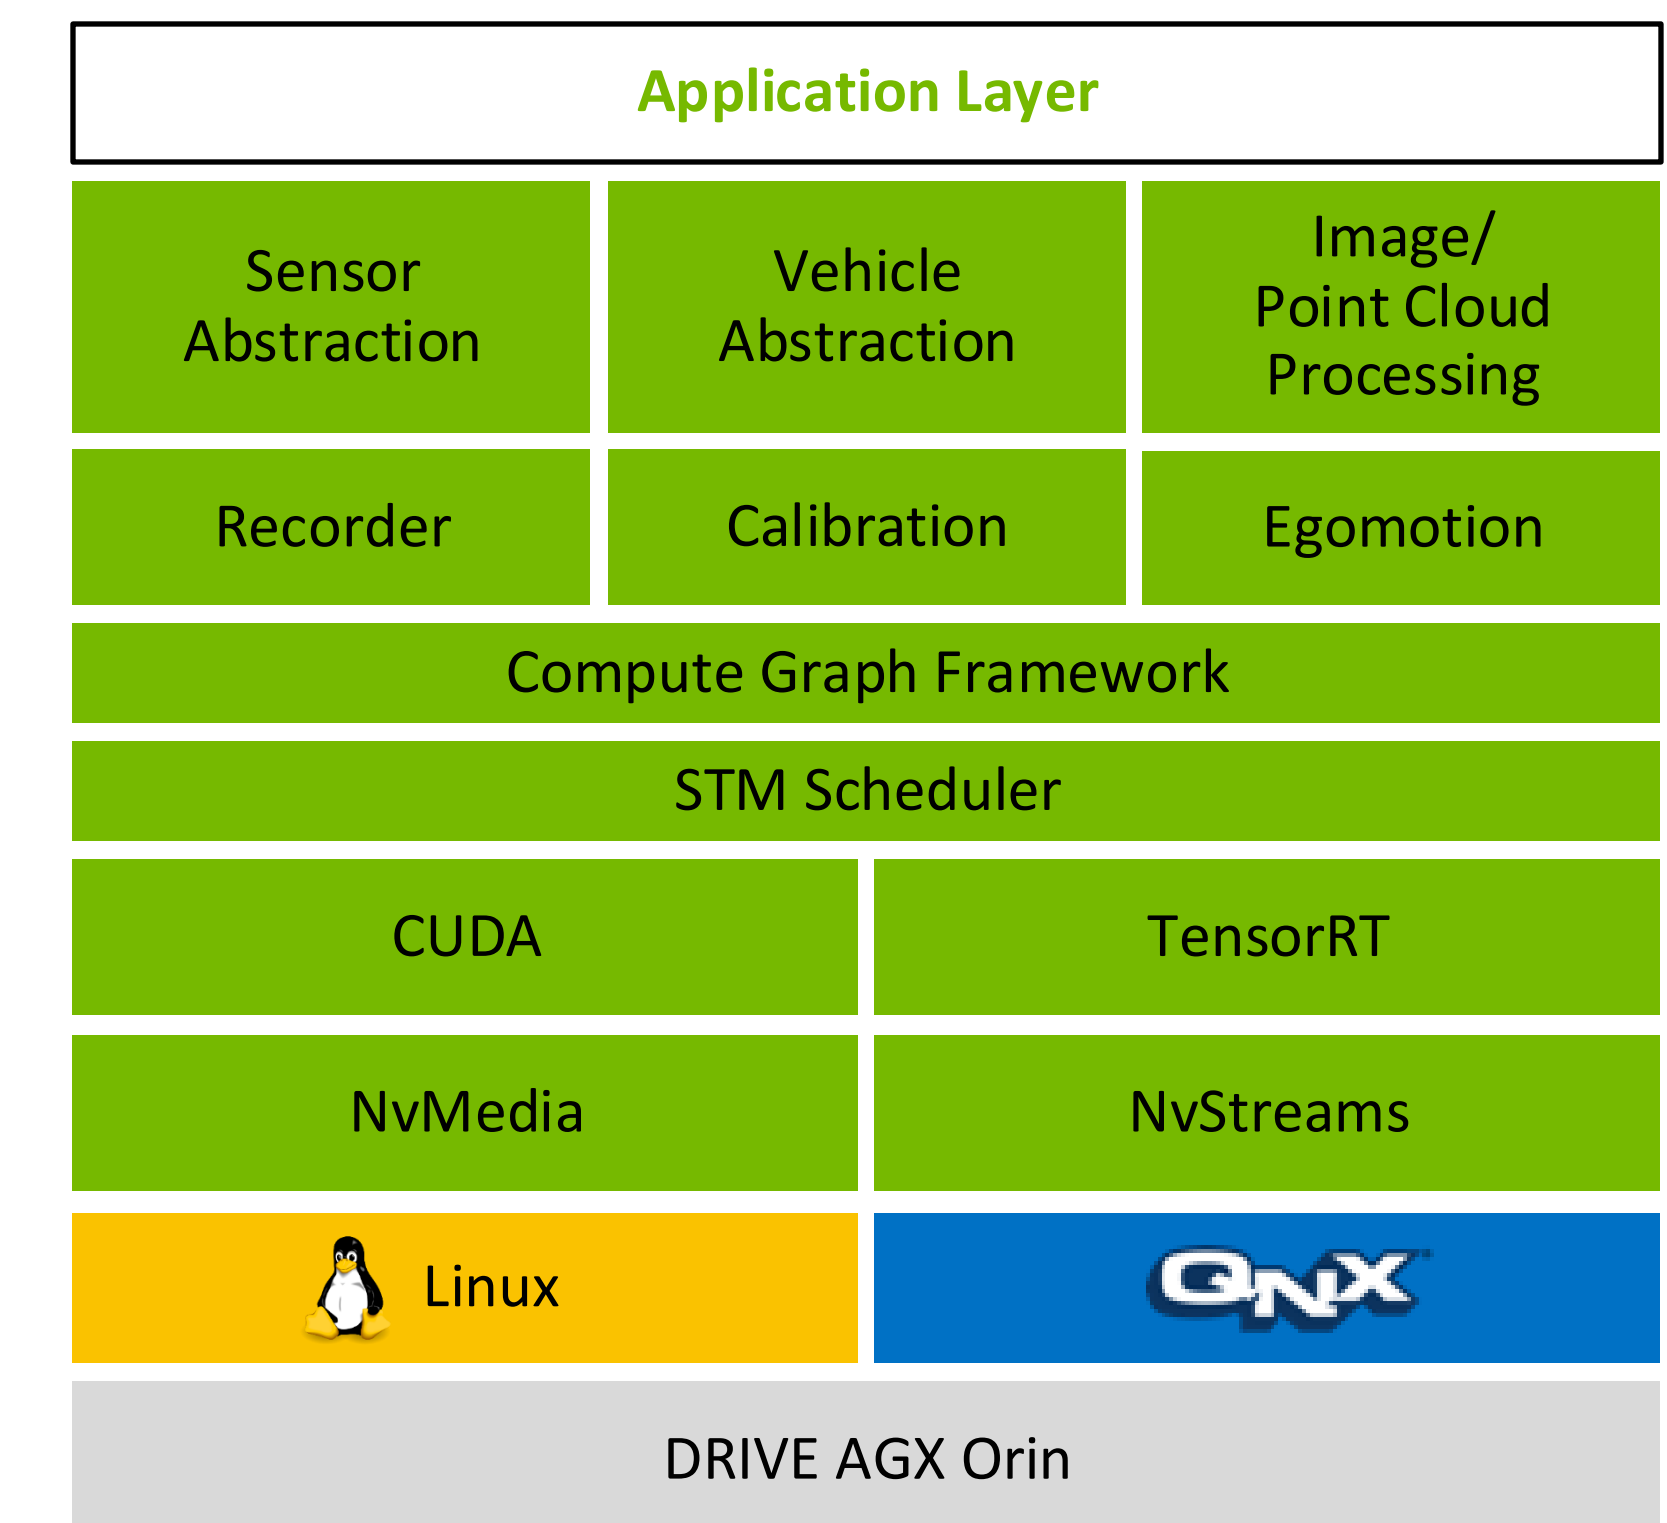 Application Layer
Sensor
Abstraction
Vehicle
Abstraction
Image/
Point Cloud
Processing
Recorder
Calibration
Egomotion
Compute Graph Framework
STM Scheduler
CUDA
TensorRT
NvMedia
NvStreams
Linux
QNX
DRIVE AGX Orin